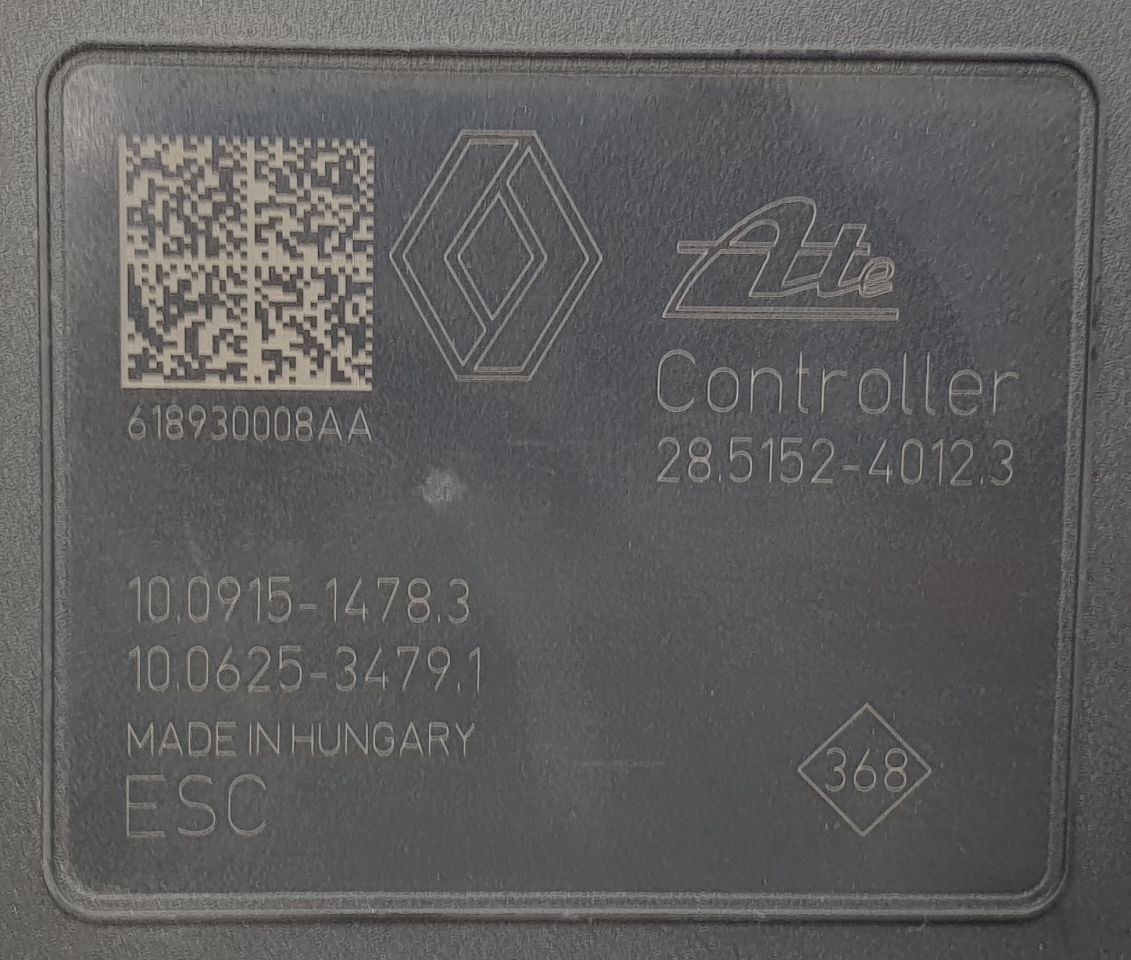 618930008AA
Ate
Controller
28.5152-4012.3
10.0915-1478.3
10.0625-3479.1
MADE IN HUNGARY
ESC
368